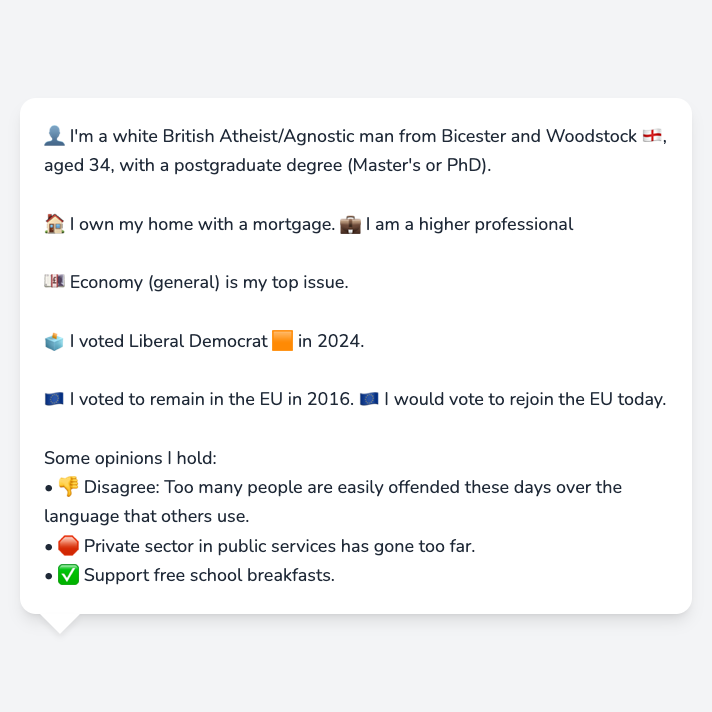 👤 I'm a white British Atheist/Agnostic man from Bicester and Woodstock 🏴󠁧󠁢󠁥󠁮󠁧󠁿,
aged 34, with a postgraduate degree (Master's or PhD).
🏠 I own my home with a mortgage. 💼 I am a higher professional
💷 Economy (general) is my top issue.
🗳️ I voted Liberal Democrat 🟧 in 2024.
🇪🇺 I voted to remain in the EU in 2016. 🇪🇺 I would vote to rejoin the EU today.
Some opinions I hold:
• 👎 Disagree: Too many people are easily offended these days over the
language that others use.
• 🛑 Private sector in public services has gone too far.
• ✅ Support free school breakfasts.